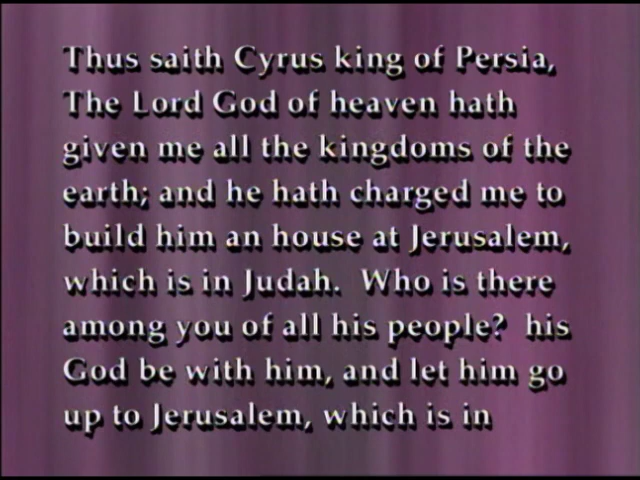 Thus saith Cyrus king of Persia,
The Lord God of heaven hath
given me all the kingdoms of the
earth; and he hath charged me to
build him an house at Jerusalem,
which is in Judah.  Who is there
among you of all his people?  his
God be with him, and let him go
up to Jerusalem, which is in